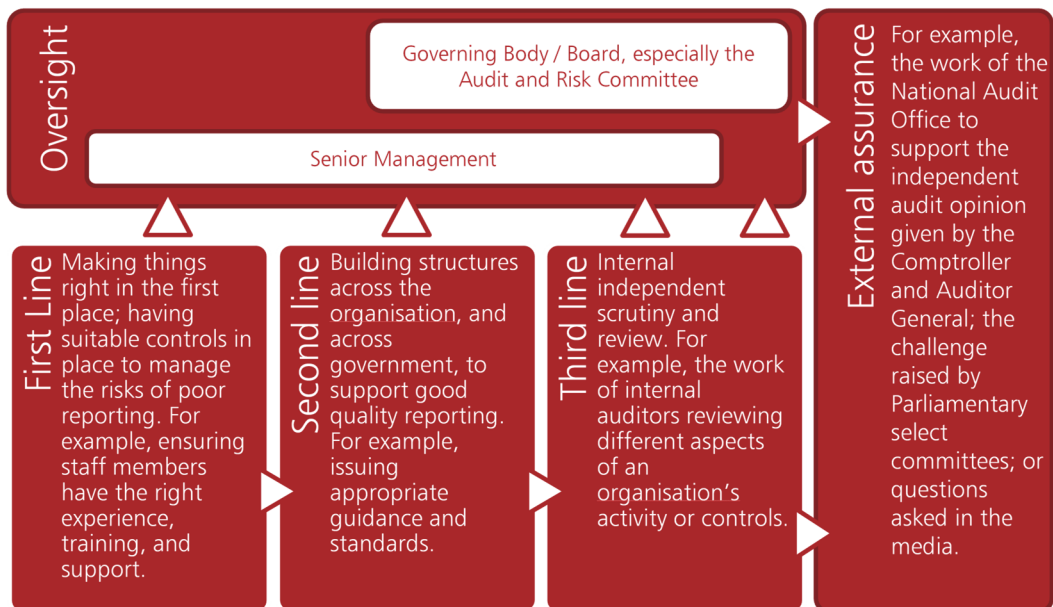 Oversight
Governing Body / Board, especially the
Audit and Risk Committee
Senior Management
First Line
Making things
right in the first
place; having
suitable controls in
place to manage
the risks of poor
reporting. For
example, ensuring
staff members
have the right
experience,
training, and
support.
Second line
Building structures
across the
organisation, and
across
government, to
support good
quality reporting.
For example,
issuing
appropriate
guidance and
standards.
Third line
Internal
independent
scrutiny and
review. For
example, the work
of internal
auditors reviewing
different aspects
of an
organisation's
activity or controls.
External assurance
For example,
the work of the
National Audit
Office to
support the
independent
audit opinion
given by the
Comptroller
and Auditor
General; the
challenge
raised by
Parliamentary
select
committees; or
questions
asked in the
media.